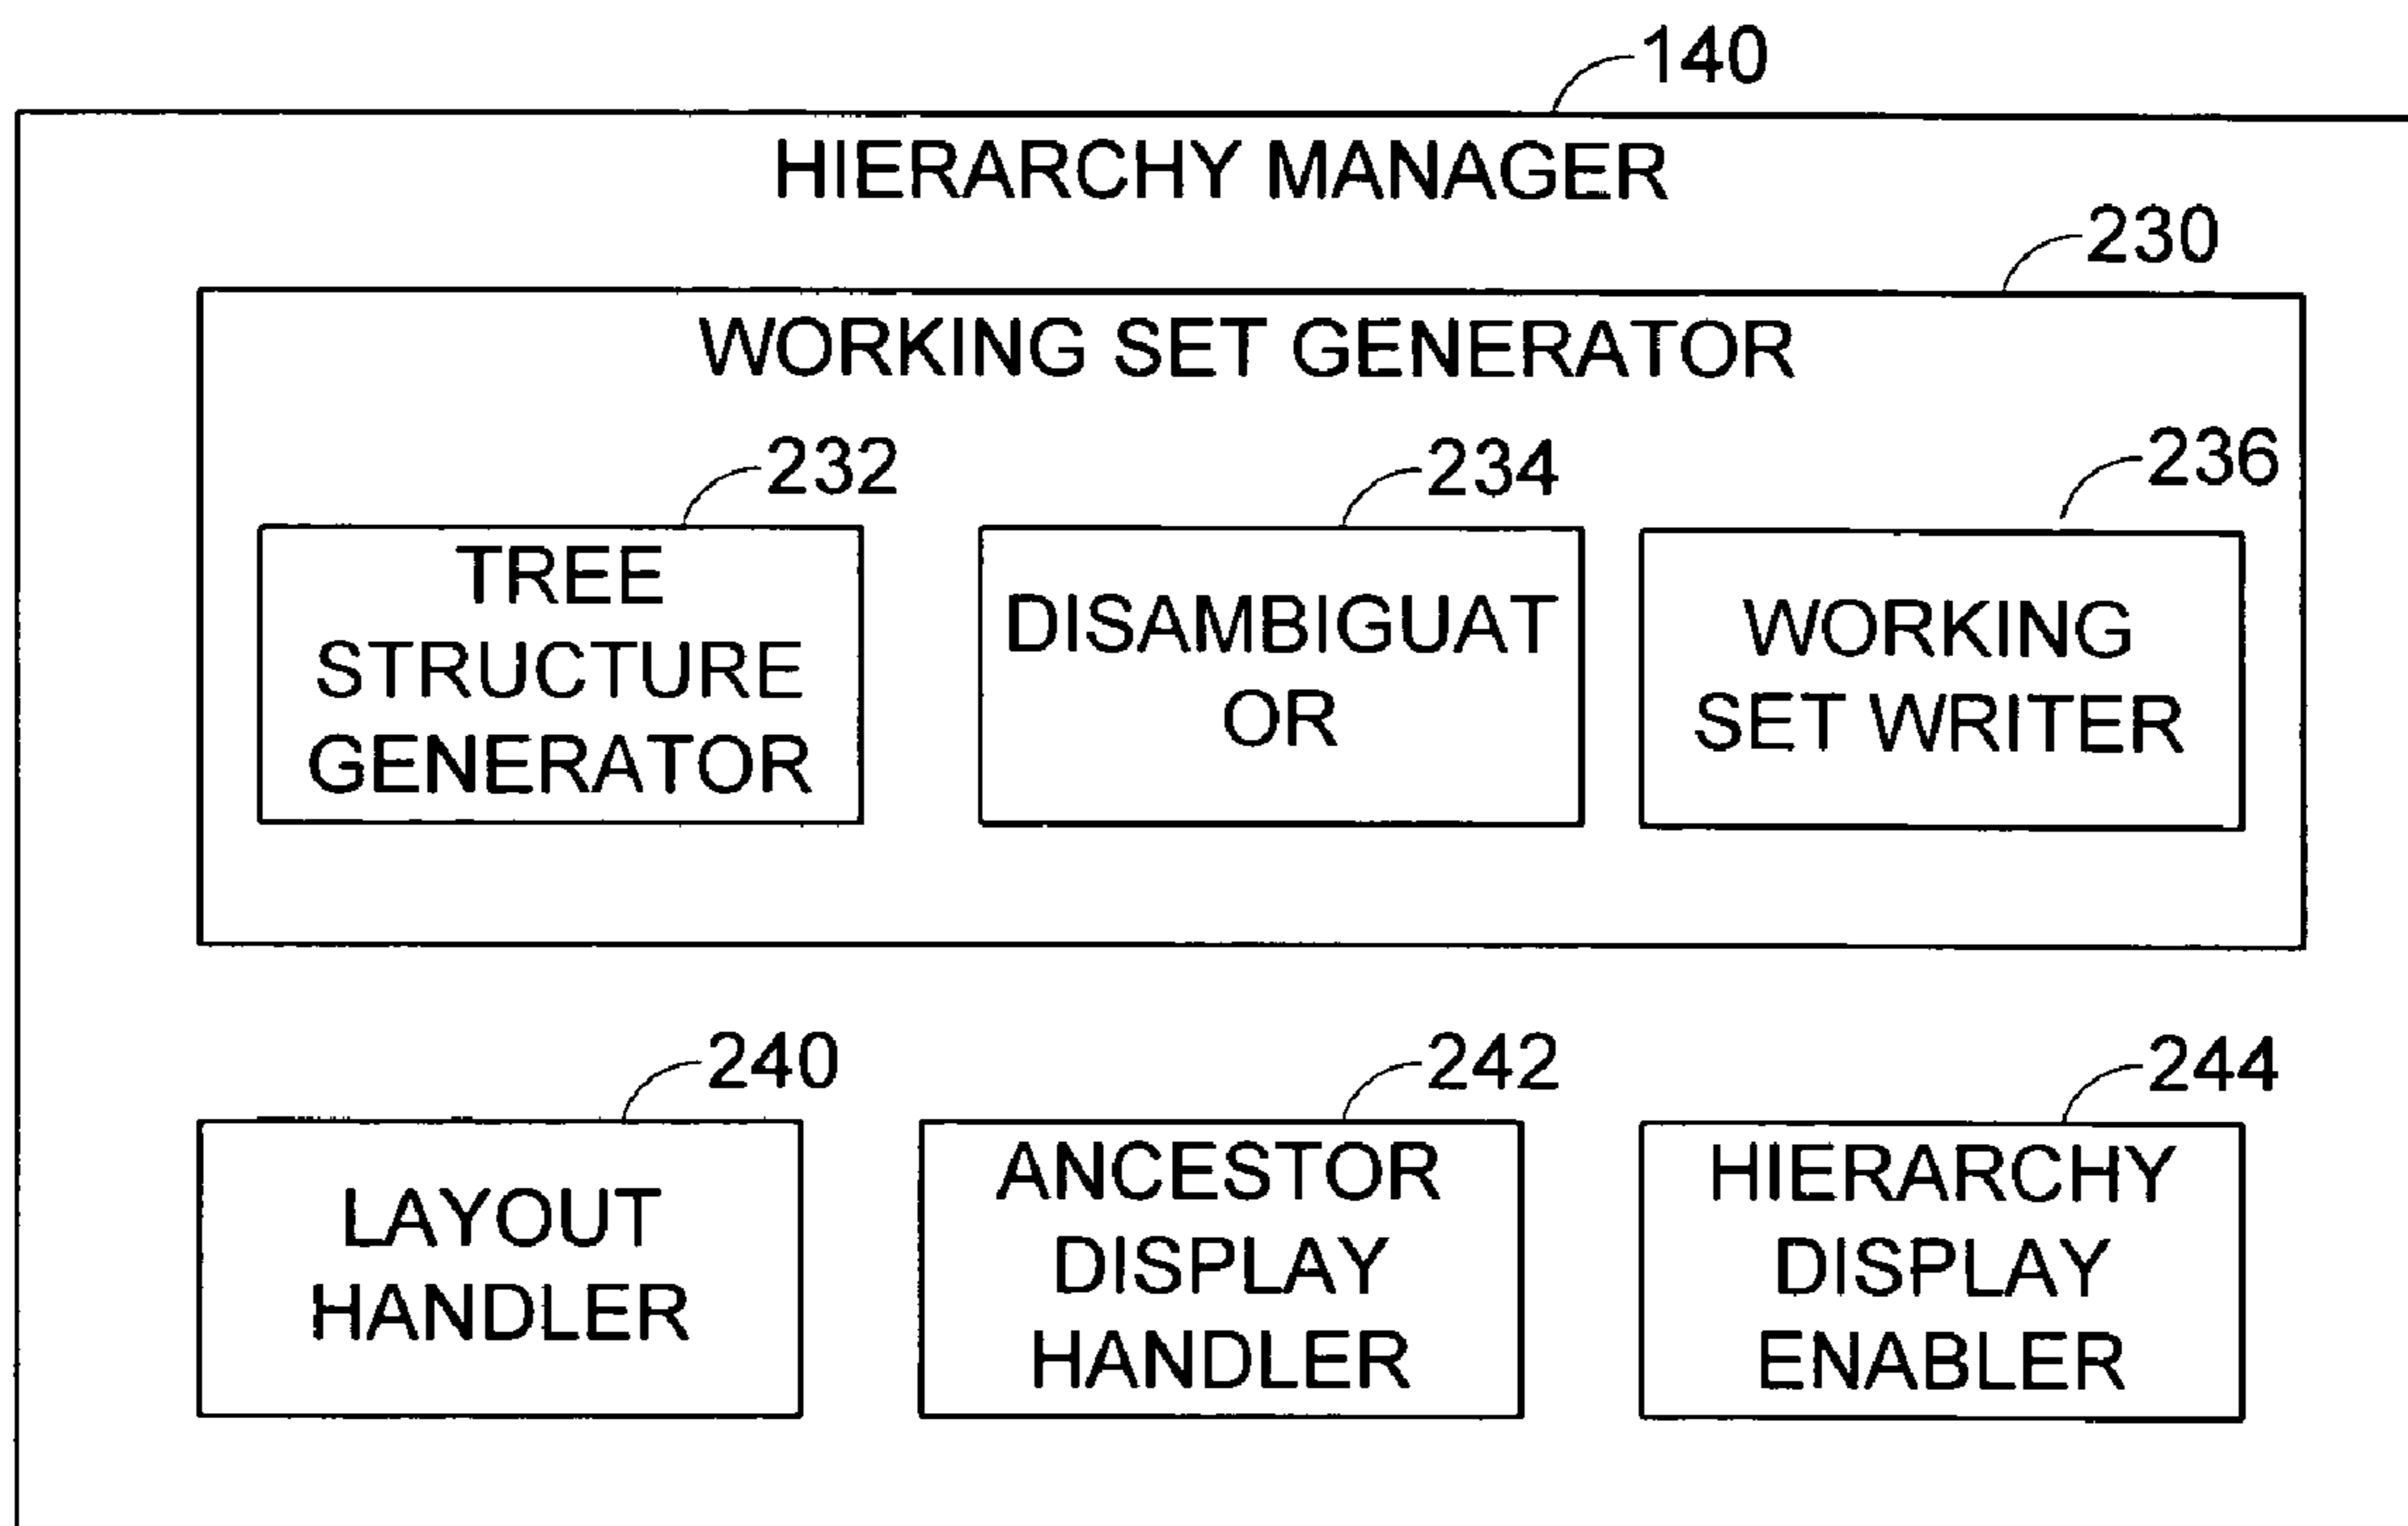 140
HIERARCHY MANAGER
230
WORKING SET GENERATOR
232
234
236
TREE
STRUCTURE
GENERATOR
DISAMBIGUAT
OR
WORKING
SET WRITER
240
242
244
LAYOUT
HANDLER
ANCESTOR
DISPLAY
HANDLER
HIERARCHY
DISPLAY
ENABLER